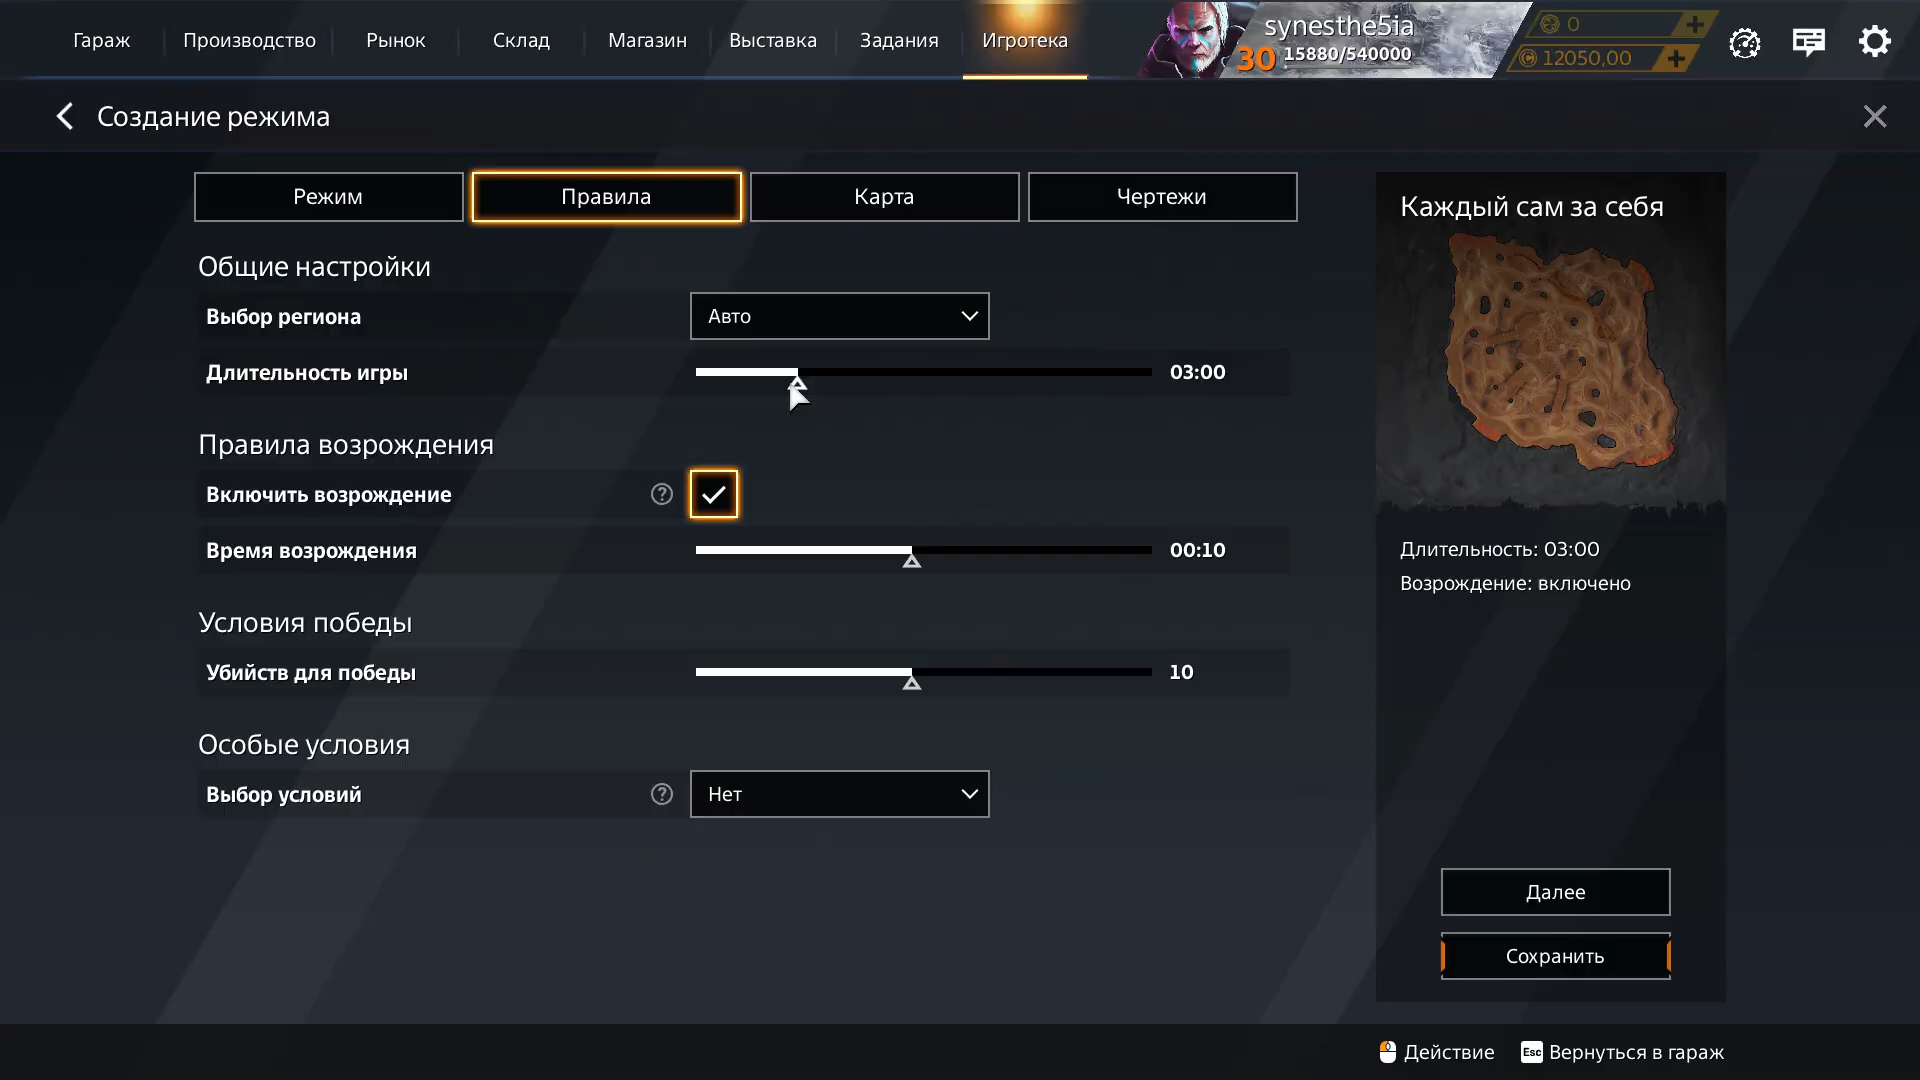 Гараж
Производство
Рынок
Склад
Магазин
Выставка
Задания
Игротека
synesthe5ia
30 15880/540000
0
12050,00
Создание режима
Режим
Правила
Карта
Чертежи
Общие настройки
Выбор региона
Авто
Длительность игры
03:00
Правила возрождения
Включить возрождение
?
Время возрождения
00:10
Условия победы
Убийств для победы
10
Особые условия
Выбор условий
?
Нет
Каждый сам за себя
Длительность: 03:00
Возрождение: включено
Далее
Сохранить
Действие
Esc Вернуться в гараж